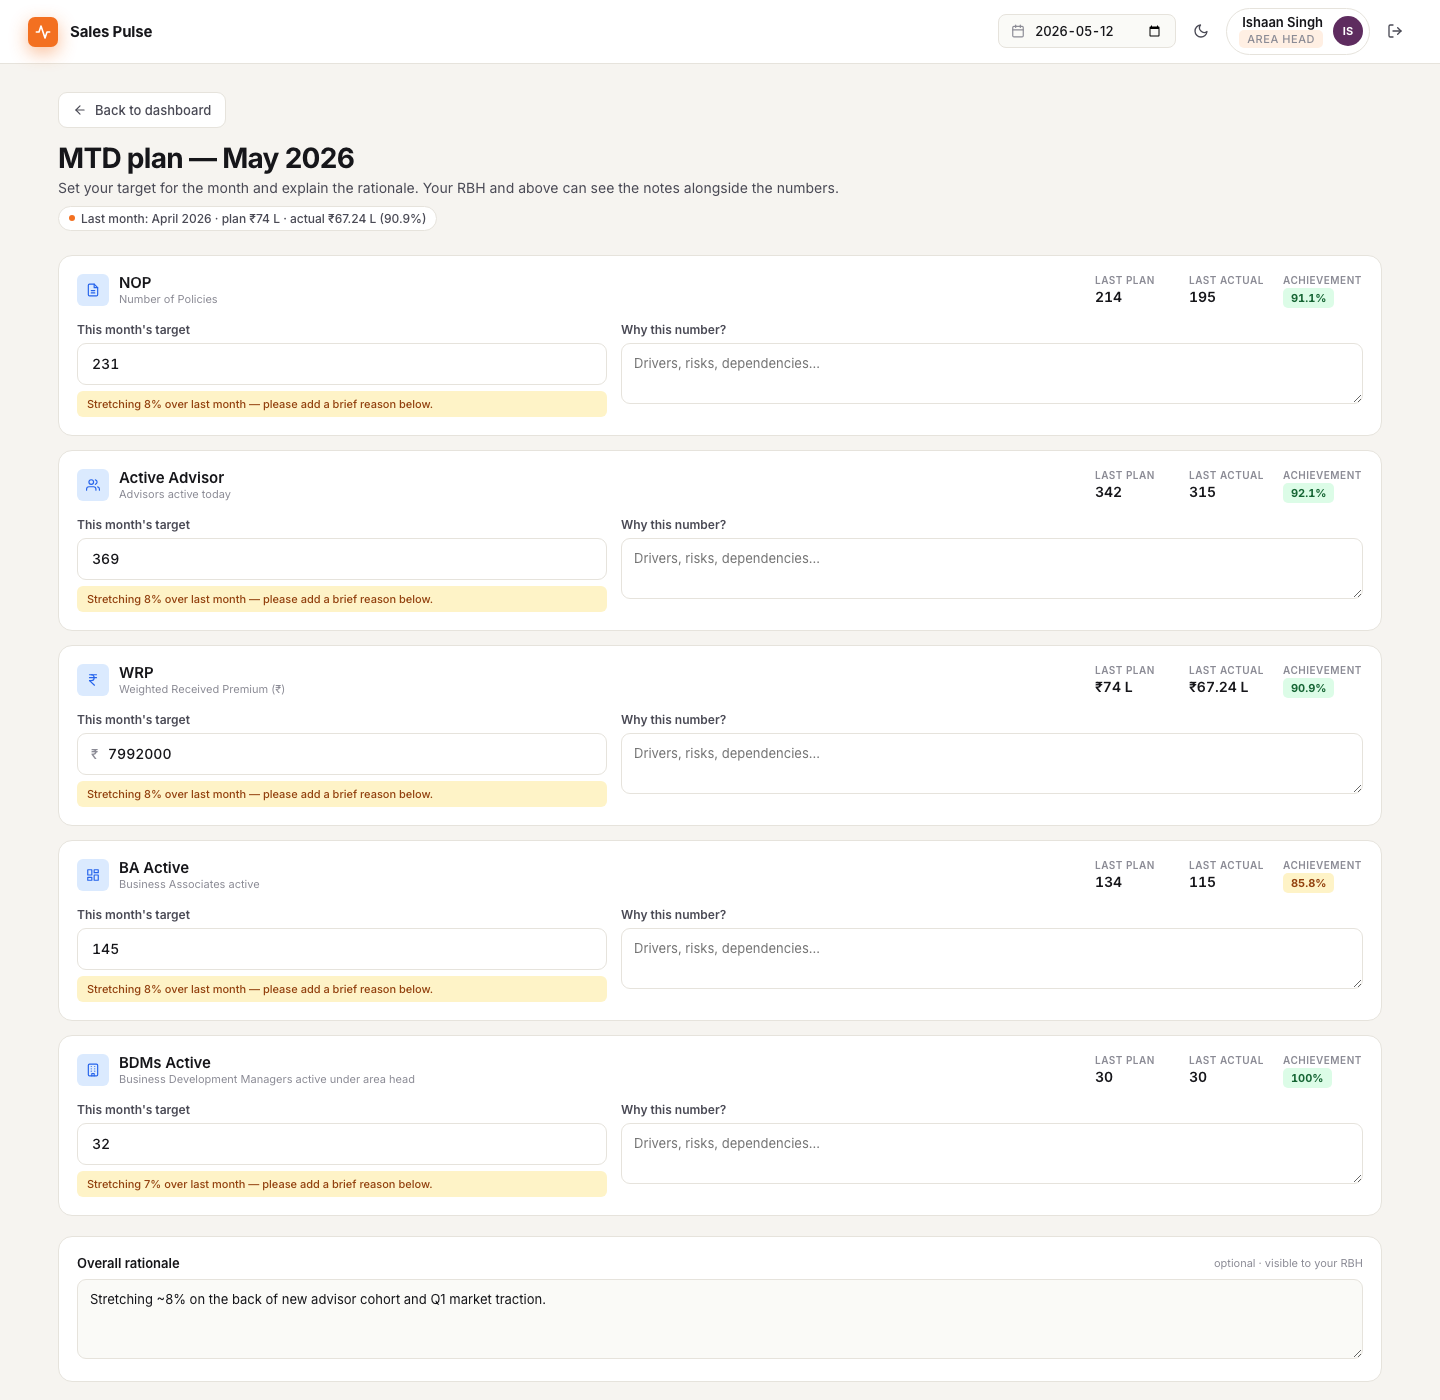 Sales Pulse
2026-05-12
Ishaan Singh
AREA HEAD
IS
Back to dashboard
MTD plan — May 2026
Set your target for the month and explain the rationale. Your RBH and above can see the notes alongside the numbers.
Last month: April 2026 · plan ₹74 L · actual ₹67.24 L (90.9%)
NOP
Number of Policies
LAST PLAN
214
LAST ACTUAL
195
ACHIEVEMENT
91.1%
This month's target
231
Stretching 8% over last month — please add a brief reason below.
Why this number?
Drivers, risks, dependencies...
Active Advisor
Advisors active today
LAST PLAN
342
LAST ACTUAL
315
ACHIEVEMENT
92.1%
This month's target
369
Stretching 8% over last month — please add a brief reason below.
Why this number?
Drivers, risks, dependencies...
WRP
Weighted Received Premium (₹)
LAST PLAN
₹74 L
LAST ACTUAL
₹67.24 L
ACHIEVEMENT
90.9%
This month's target
₹ 7992000
Stretching 8% over last month — please add a brief reason below.
Why this number?
Drivers, risks, dependencies...
BA Active
Business Associates active
LAST PLAN
134
LAST ACTUAL
115
ACHIEVEMENT
85.8%
This month's target
145
Stretching 8% over last month — please add a brief reason below.
Why this number?
Drivers, risks, dependencies...
BDMs Active
Business Development Managers active under area head
LAST PLAN
30
LAST ACTUAL
30
ACHIEVEMENT
100%
This month's target
32
Stretching 7% over last month — please add a brief reason below.
Why this number?
Drivers, risks, dependencies...
Overall rationale
optional · visible to your RBH
Stretching ~8% on the back of new advisor cohort and Q1 market traction.